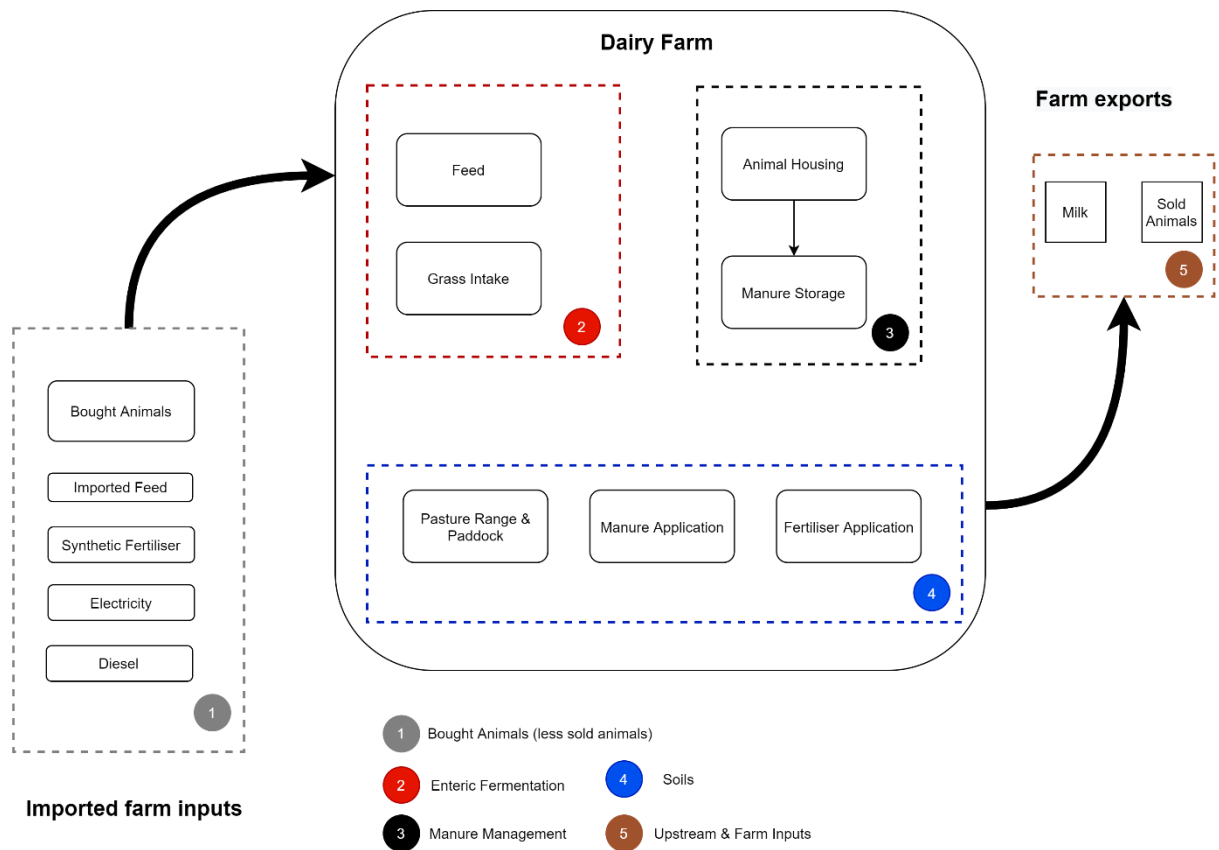 Dairy Farm
Farm exports
Feed
Grass Intake
2
Animal Housing
Manure Storage
3
Milk
Sold
Animals
5
Bought Animals
Imported Feed
Synthetic Fertiliser
Electricity
Diesel
1
Pasture Range &
Paddock
Manure Application
Fertiliser Application
4
Imported farm inputs
1 Bought Animals (less sold animals)
2 Enteric Fermentation
4 Soils
3 Manure Management
5 Upstream & Farm Inputs